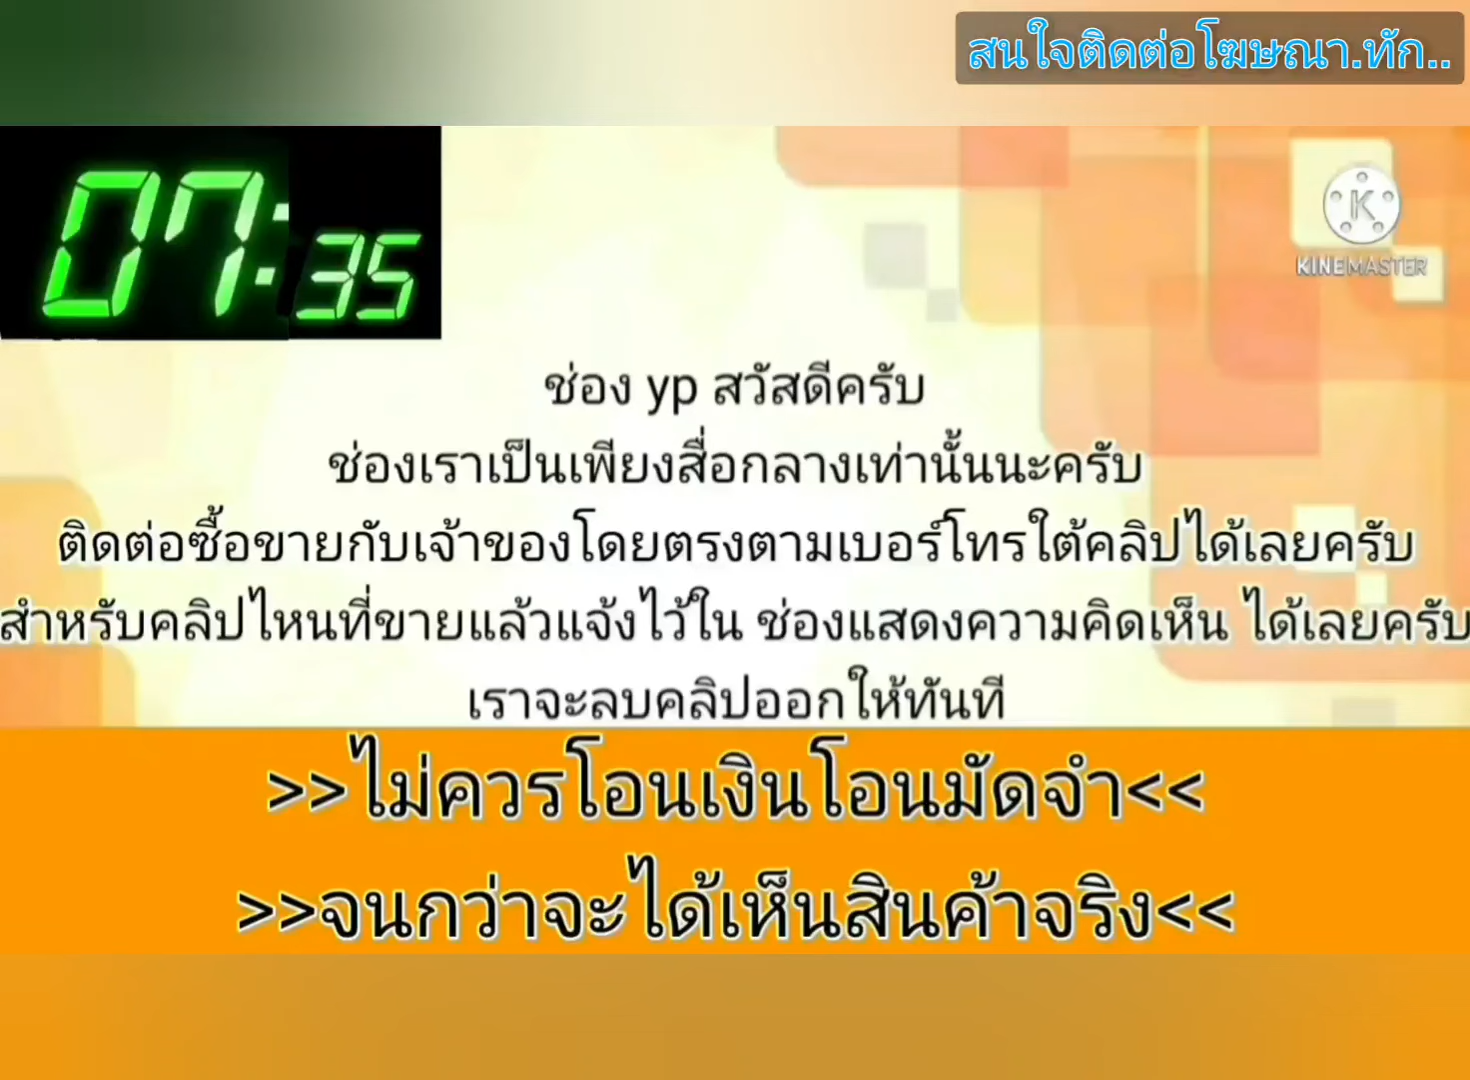 สนใจติดต่อโฆษณา.ทัก..
07:35
KINEMASTER
ช่อง yp สวัสดีครับ
ช่องเราเป็นเพียงสื่อกลางเท่านั้นนะครับ
ติดต่อซื้อขายกับเจ้าของโดยตรงตามเบอร์โทรใต้คลิปได้เลยครับ
สำหรับคลิปไหนที่ขายแล้วแจ้งไว้ใน ช่องแสดงความคิดเห็น ได้เลยครับ
เราจะลบคลิปออกให้ทันที
>>ไม่ควรโอนเงินโอนมัดจำ<<
>>จนกว่าจะได้เห็นสินค้าจริง<<